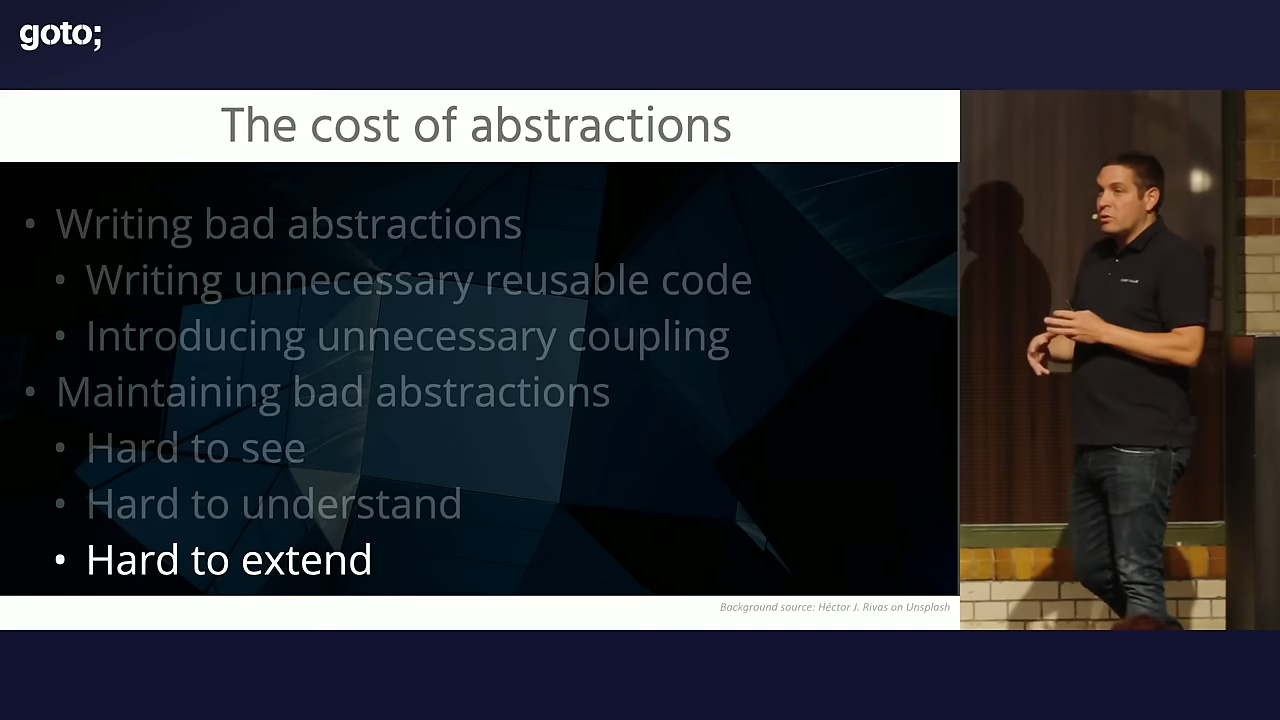 goto;
The cost of abstractions
• Writing bad abstractions
• Writing unnecessary reusable code
• Introducing unnecessary coupling
• Maintaining bad abstractions
• Hard to see
• Hard to understand
• Hard to extend
Background source: Héctor J. Rivas on Unsplash